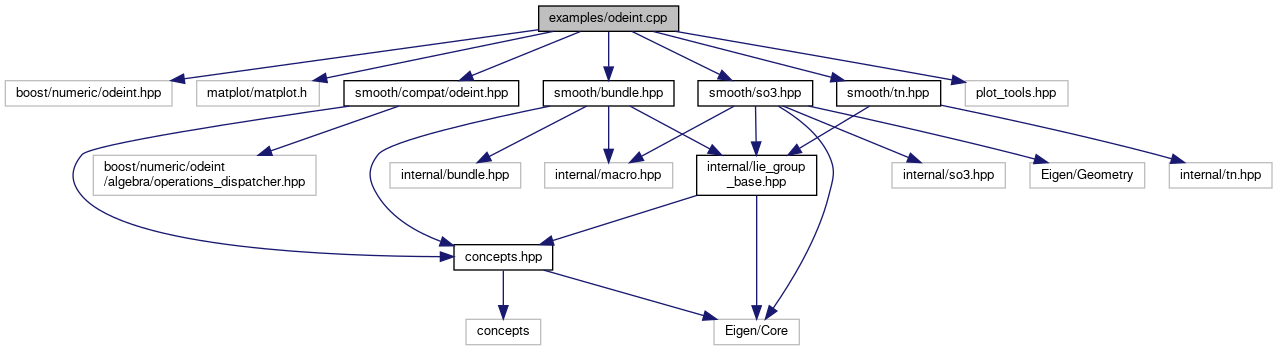 examples/odeint.cpp
boost/numeric/odeint.hpp
matplot/matplot.h
smooth/compat/odeint.hpp
smooth/bundle.hpp
smooth/so3.hpp
smooth/tn.hpp
plot_tools.hpp
boost/numeric/odeint
/algebra/operations_dispatcher.hpp
internal/bundle.hpp
internal/macro.hpp
internal/lie_group
_base.hpp
internal/so3.hpp
Eigen/Geometry
internal/tn.hpp
concepts.hpp
concepts
Eigen/Core